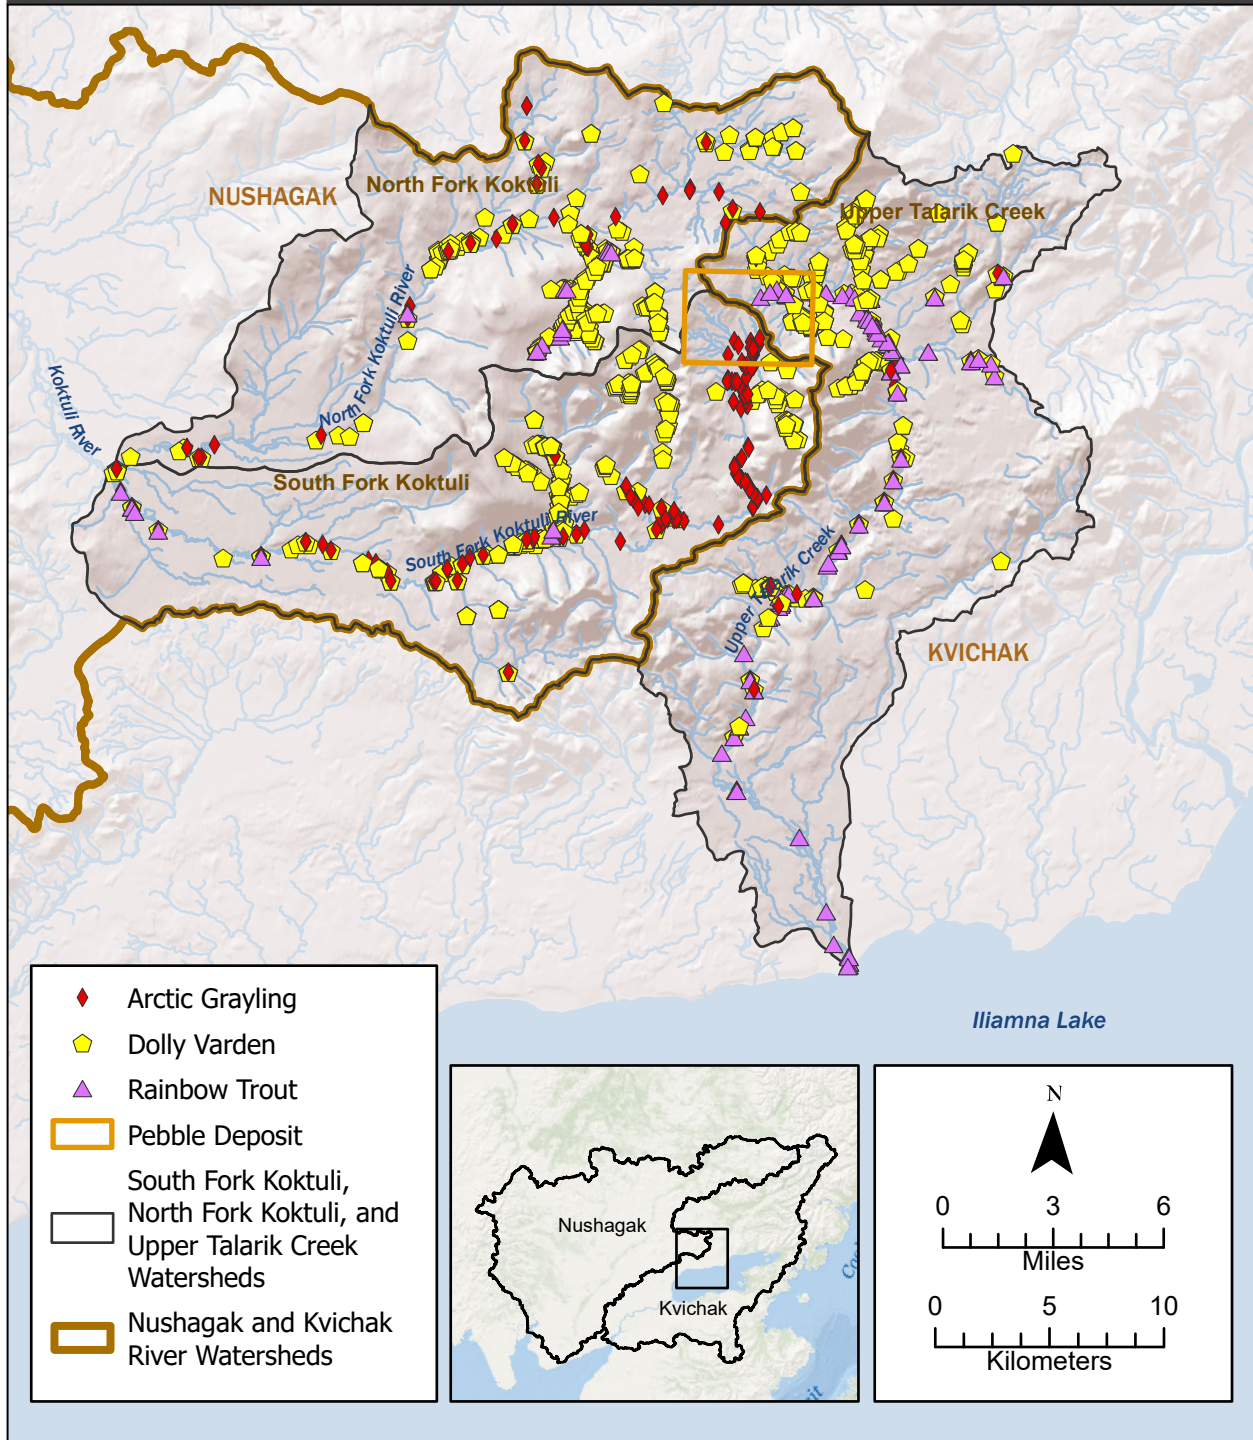 NUSHAGAK
North Fork Koktuli
Upper Talarik Creek
North Fork Koktuli River
Koktuli River
South Fork Koktuli
South Fork Koktuli River
Upper Talarik Creek
KVICHAK
Iliamna Lake
Arctic Grayling
Dolly Varden
Rainbow Trout
Pebble Deposit
South Fork Koktuli,
North Fork Koktuli, and
Upper Talarik Creek
Watersheds
Nushagak and Kvichak
River Watersheds
Nushagak
Kvichak
N
0 3 6
Miles
0 5 10
Kilometers